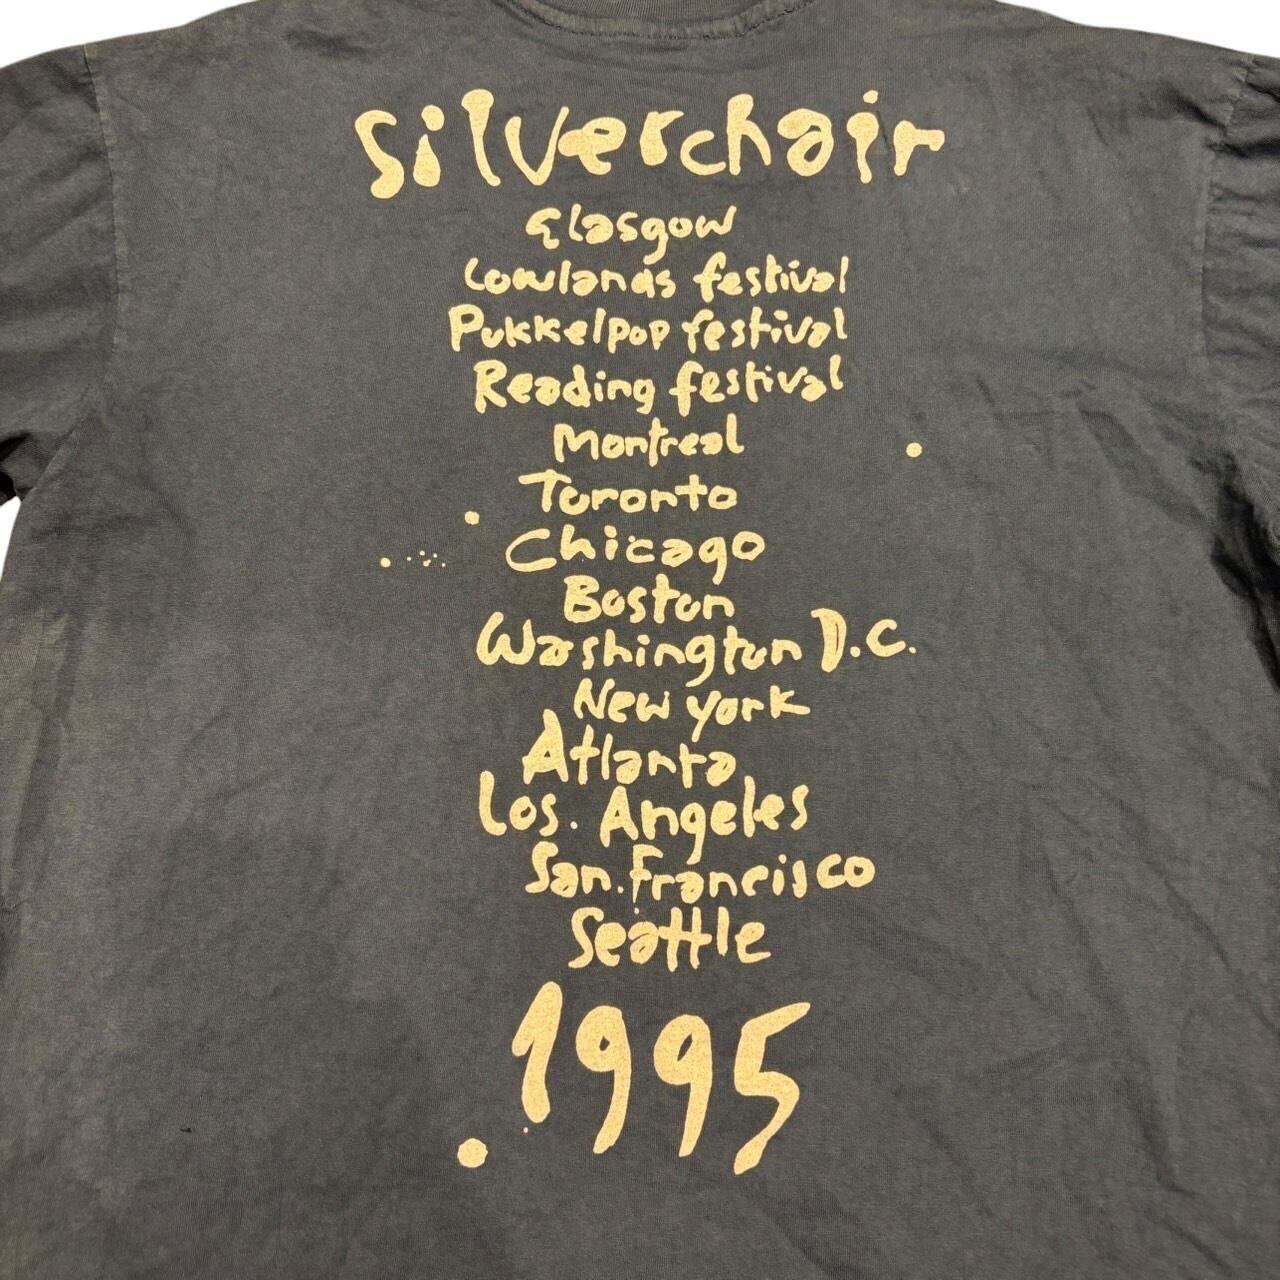 silverchair
Glasgow
Lowlands festival
Pukkelpop festival
Reading festival
Montreal
Toronto
Chicago
Boston
Washington D.C.
New york
Atlanta
Los. Angeles
San.francisco
Seattle
1995